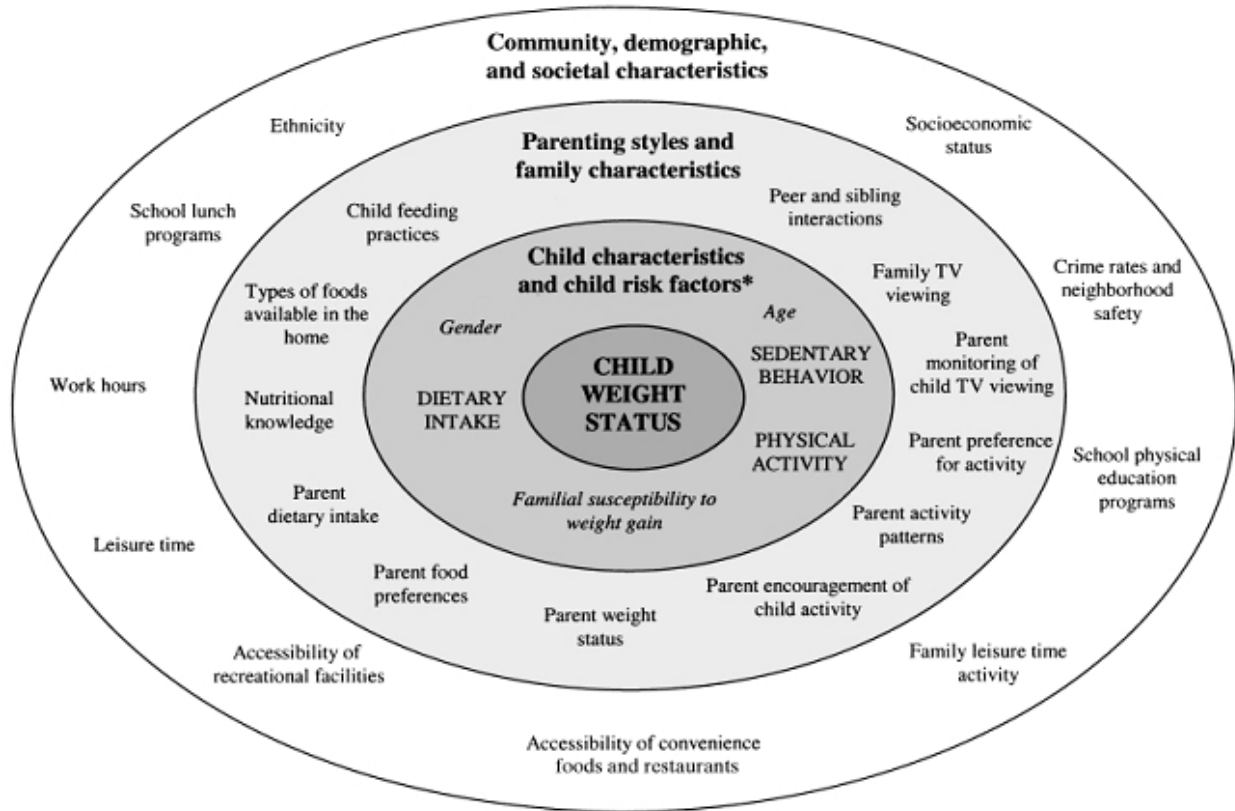 Community, demographic,
and societal characteristics
Ethnicity
Socioeconomic
status
Parenting styles and
family characteristics
School lunch
programs
Child feeding
practices
Peer and sibling
interactions
Child characteristics
and child risk factors*
Family TV
viewing
Crime rates and
neighborhood
safety
Types of foods
available in the
home
Gender
Age
Work hours
Nutritional
knowledge
DIETARY
INTAKE
CHILD
WEIGHT
STATUS
SEDENTARY
BEHAVIOR
Parent
monitoring of
child TV viewing
PHYSICAL
ACTIVITY
Parent preference
for activity
School physical
education
programs
Parent
dietary intake
Familial susceptibility to
weight gain
Parent activity
patterns
Leisure time
Parent food
preferences
Parent weight
status
Parent encouragement of
child activity
Accessibility of
recreational facilities
Family leisure time
activity
Accessibility of convenience
foods and restaurants